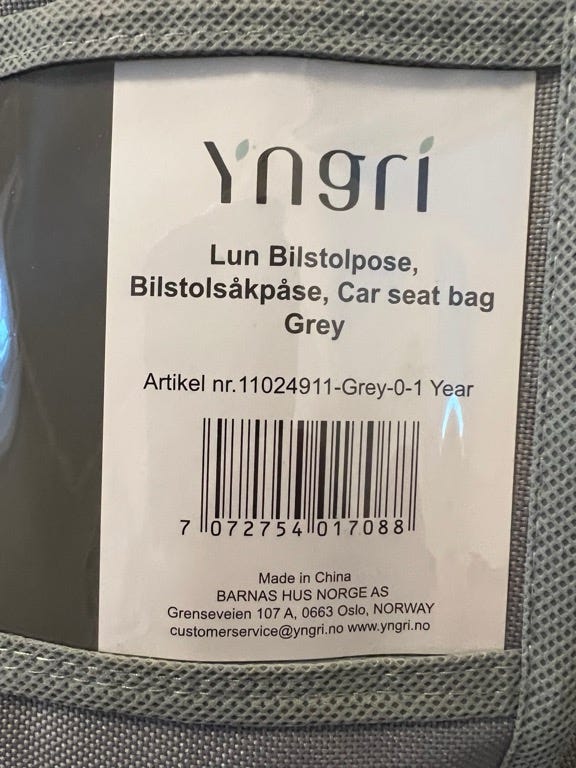 Yngrí
Lun Bilstolpose,
Bilstolsåkpåse, Car seat bag
Grey
Artikel nr.11024911-Grey-0-1 Year
7 072754 017088
Made in China
BARNAS HUS NORGE AS
Grenseveien 107 A, 0663 Oslo, NORWAY
customerservice@yngri.no www.yngri.no